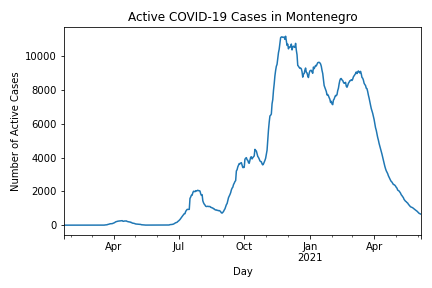 Active COVID-19 Cases in Montenegro
Number of Active Cases
10000
8000
6000
4000
2000
0
Apr Jul Oct Jan Apr
2021
Day